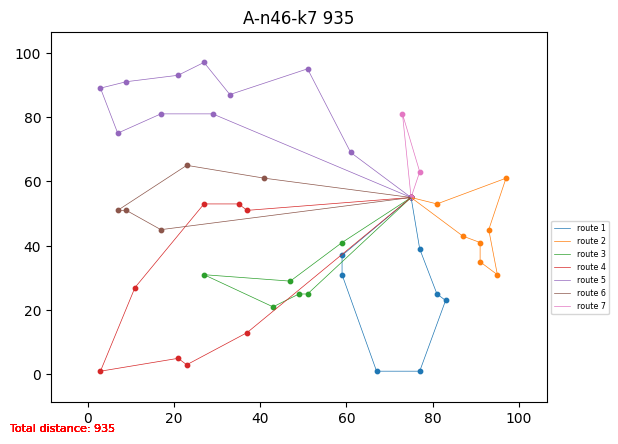 A-n46-k7 935
100
80
60
40
20
0
0 20 40 60 80 100
route 1
route 2
route 3
route 4
route 5
route 6
route 7
Total distance: 935